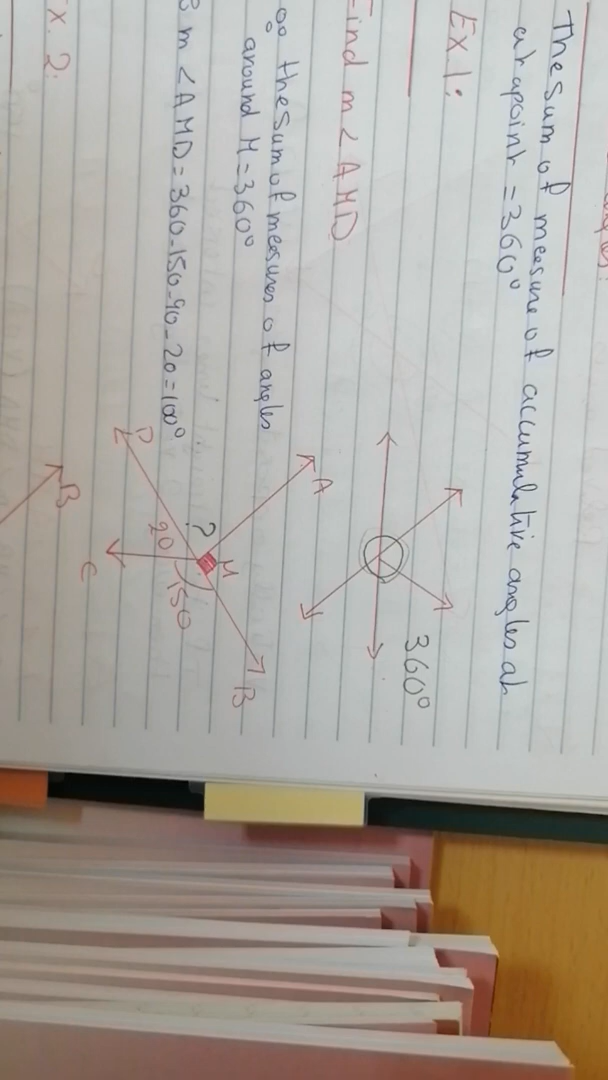 The sum of measure of accumulative angles at
at a point = 360°
Ex.1:
360°
Find m < AMD
∵ the sum of measures of angles
around M = 360°
m < AMD = 360-150-90-20=100°
A
M
B
?
150
20
D
C
x. 2:
B